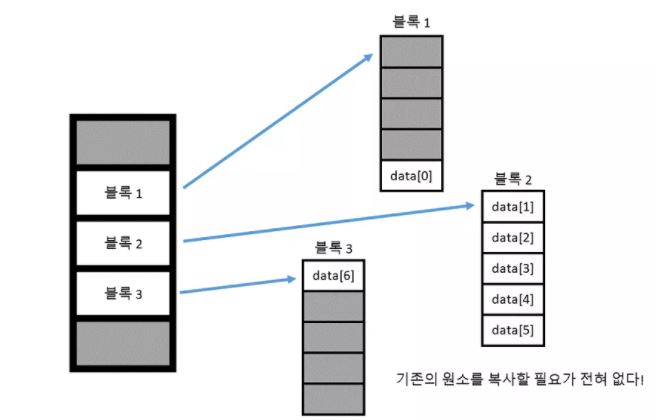 블록 1
data[0]
블록 1
블록 2
블록 3
블록 2
data[1]
data[2]
data[3]
data[4]
data[5]
블록 3
data[6]
기존의 원소를 복사할 필요가 전혀 없다!